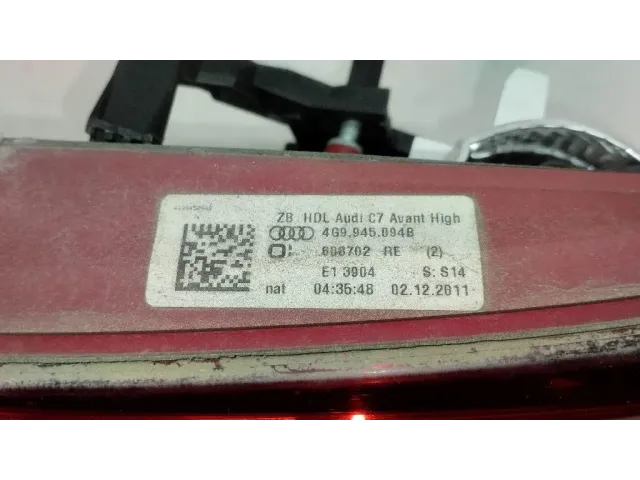 ZB HDL Audi C7 Avant High
4G9.945.094B
608702 RE (2)
E1 3904 S: S14
nat 04:35:48 02.12.2011